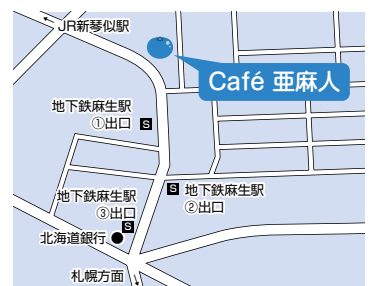 JR新琴似駅
Café 亜麻人
地下鉄麻生駅
①出口
S
地下鉄麻生駅
③出口
S
S
地下鉄麻生駅
②出口
北海道銀行
札幌方面